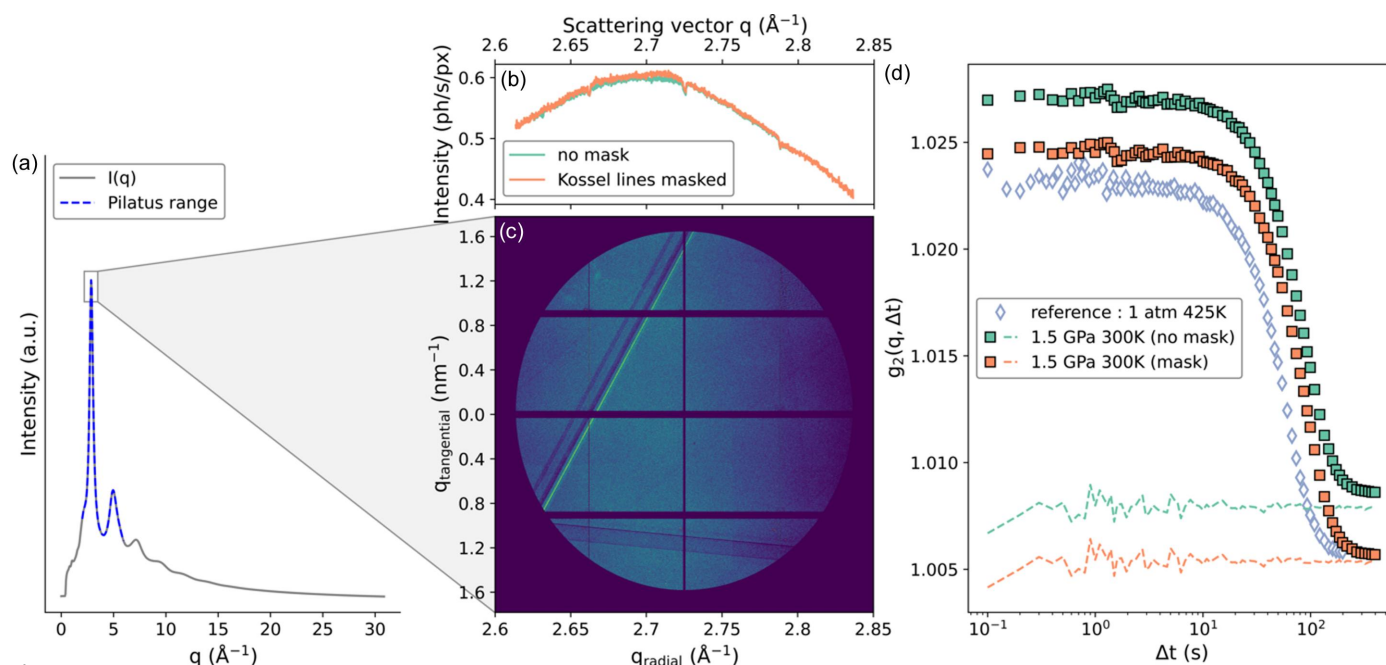 (a)
I(q)
Pilatus range
Intensity (a.u.)
0 5 10 15 20 25 30
q (Å⁻¹)
Scattering vector q (Å⁻¹)
2.6 2.65 2.7 2.75 2.8 2.85
(b)
Intensity (ph/s/px)
0.6
0.5
0.4
no mask
Kossel lines masked
(c)
qtangential (nm⁻¹)
1.6
1.2
0.8
0.4
0.0
0.4
0.8
1.2
1.6
2.6 2.65 2.7 2.75 2.8 2.85
qradial (Å⁻¹)
(d)
g₂(q, Δt)
1.025
1.020
1.015
1.010
1.005
reference : 1 atm 425K
1.5 GPa 300K (no mask)
1.5 GPa 300K (mask)
10⁻¹ 10⁰ 10¹ 10²
Δt (s)